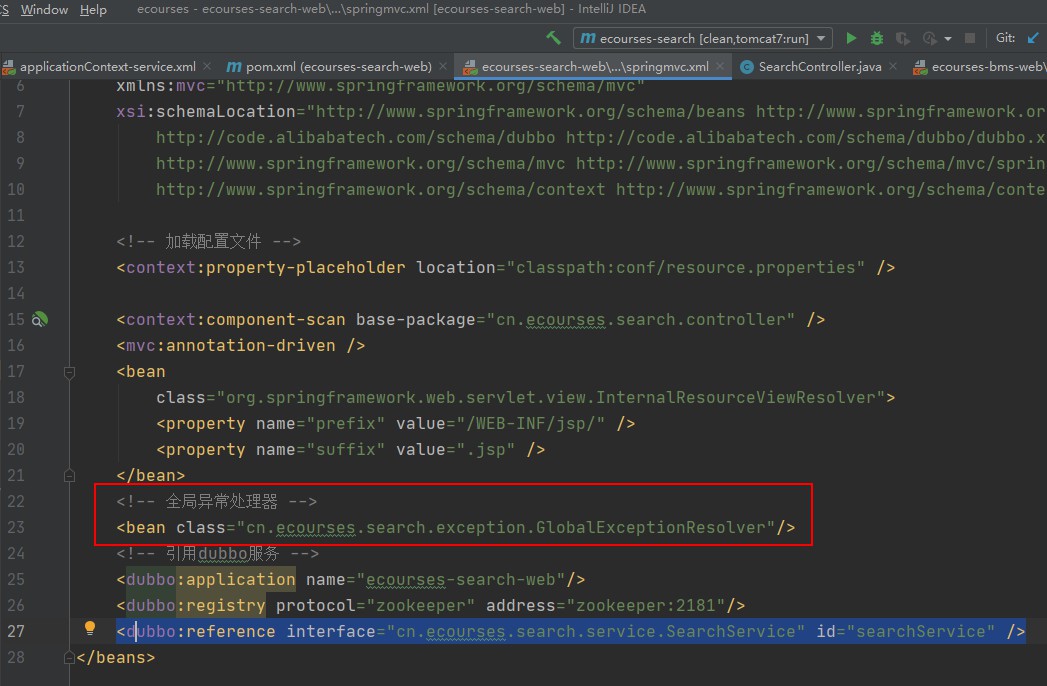 CS Window Help ecourses - ecourses-search-web\...\springmvc.xml [ecourses-search-web] - IntelliJ IDEA
m ecourses-search [clean,tomcat7:run] Git:
applicationContext-service.xml × m pom.xml (ecourses-search-web) × ecourses-search-web\...\springmvc.xml × C SearchController.java × ecourses-bms-web\
6 xmlns:mvc="http://www.springframework.org/schema/mvc"
7 xsi:schemaLocation="http://www.springframework.org/schema/beans http://www.springframework.or
8 http://code.alibabatech.com/schema/dubbo http://code.alibabatech.com/schema/dubbo/dubbo.x
9 http://www.springframework.org/schema/mvc http://www.springframework.org/schema/mvc/sprin
10 http://www.springframework.org/schema/context http://www.springframework.org/schema/conte
11
12 <!-- 加载配置文件 -->
13 <context:property-placeholder location="classpath:conf/resource.properties" />
14
15 <context:component-scan base-package="cn.ecourses.search.controller" />
16 <mvc:annotation-driven />
17 <bean
18 class="org.springframework.web.servlet.view.InternalResourceViewResolver">
19 <property name="prefix" value="/WEB-INF/jsp/" />
20 <property name="suffix" value=".jsp" />
21 </bean>
22 <!-- 全局异常处理器 -->
23 <bean class="cn.ecourses.search.exception.GlobalExceptionResolver"/>
24 <!-- 引用dubbo服务 -->
25 <dubbo:application name="ecourses-search-web"/>
26 <dubbo:registry protocol="zookeeper" address="zookeeper:2181"/>
27 <dubbo:reference interface="cn.ecourses.search.service.SearchService" id="searchService" />
28 </beans>